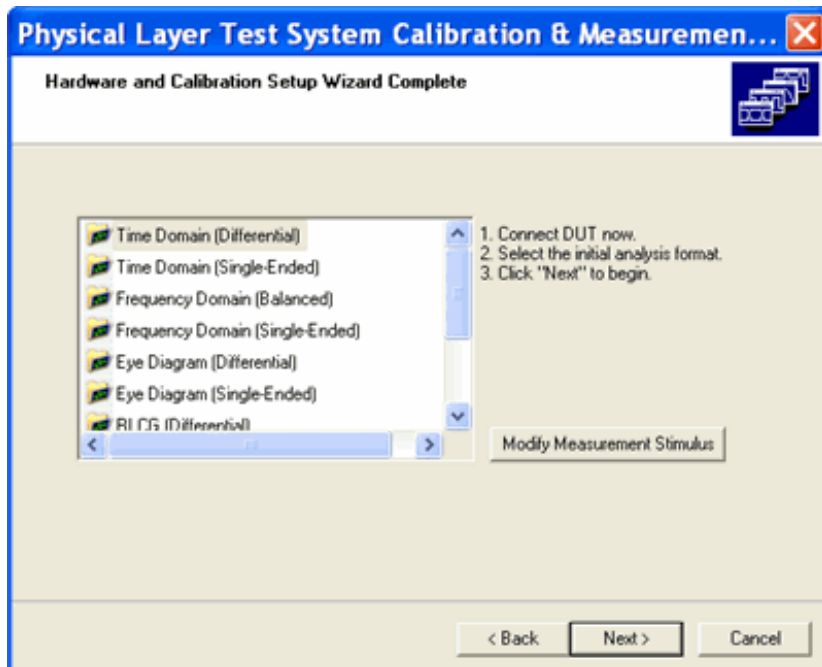 Physical Layer Test System Calibration & Measuremen...
Hardware and Calibration Setup Wizard Complete
Time Domain (Differential)
Time Domain (Single-Ended)
Frequency Domain (Balanced)
Frequency Domain (Single-Ended)
Eye Diagram (Differential)
Eye Diagram (Single-Ended)
RLCG (Differential)
1. Connect DUT now.
2. Select the initial analysis format.
3. Click "Next" to begin.
Modify Measurement Stimulus
< Back
Next >
Cancel